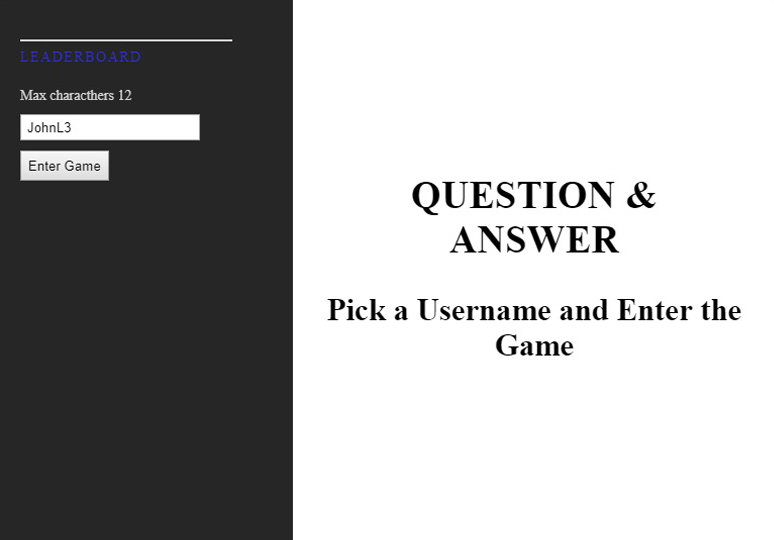 LEADERBOARD
Max characthers 12
JohnL3
Enter Game
QUESTION &
ANSWER
Pick a Username and Enter the
Game